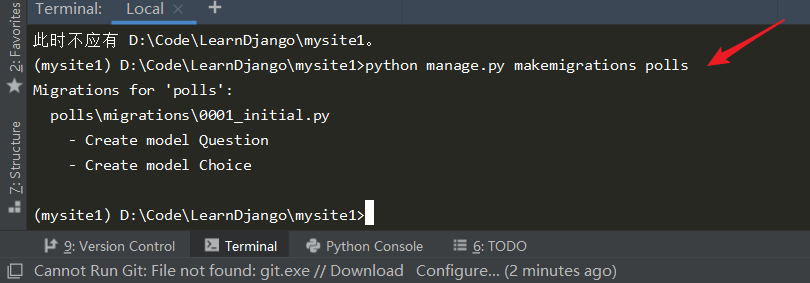 Terminal: Local × +
2: Favorites
此时不应有 D:\Code\LearnDjango\mysite1。
(mysite1) D:\Code\LearnDjango\mysite1>python manage.py makemigrations polls
Migrations for 'polls':
polls\migrations\0001_initial.py
- Create model Question
- Create model Choice
7: Structure
(mysite1) D:\Code\LearnDjango\mysite1>
9: Version Control Terminal Python Console 6: TODO
Cannot Run Git: File not found: git.exe // Download Configure... (2 minutes ago)